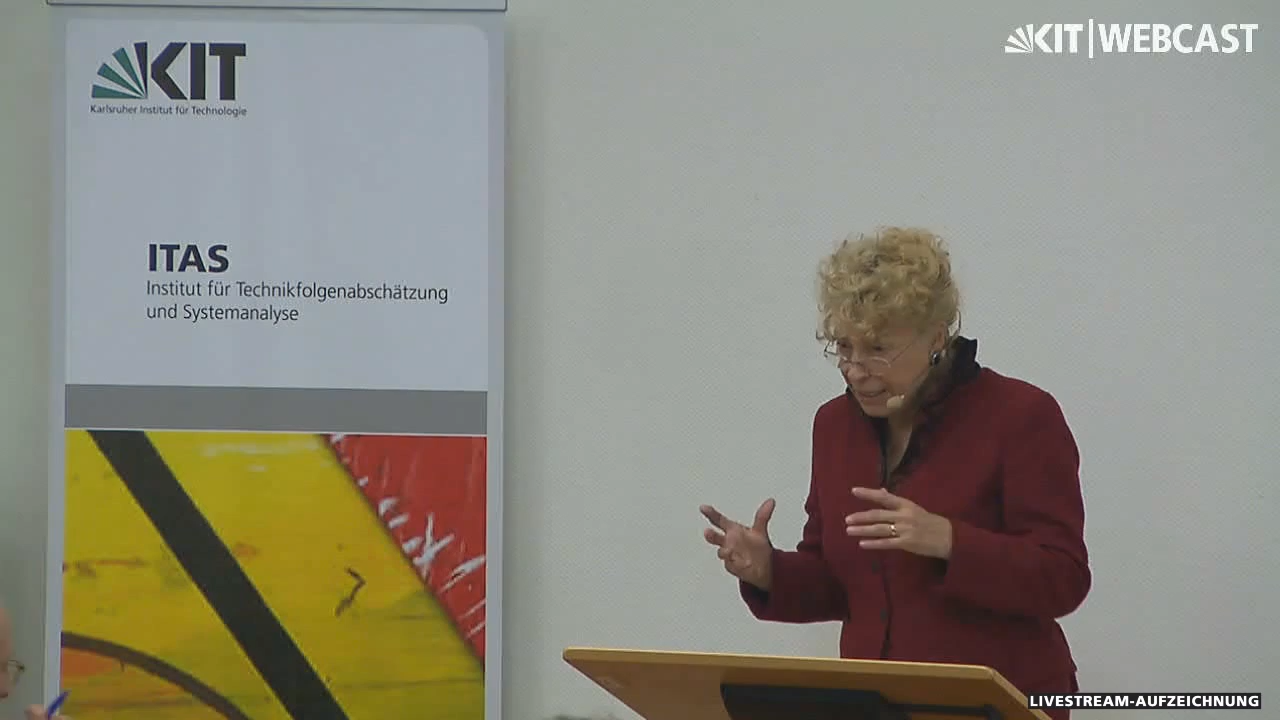 KIT
Karlsruher Institut für Technologie
ITAS
Institut für Technikfolgenabschätzung
und Systemanalyse
KIT|WEBCAST
LIVESTREAM-AUFZEICHNUNG